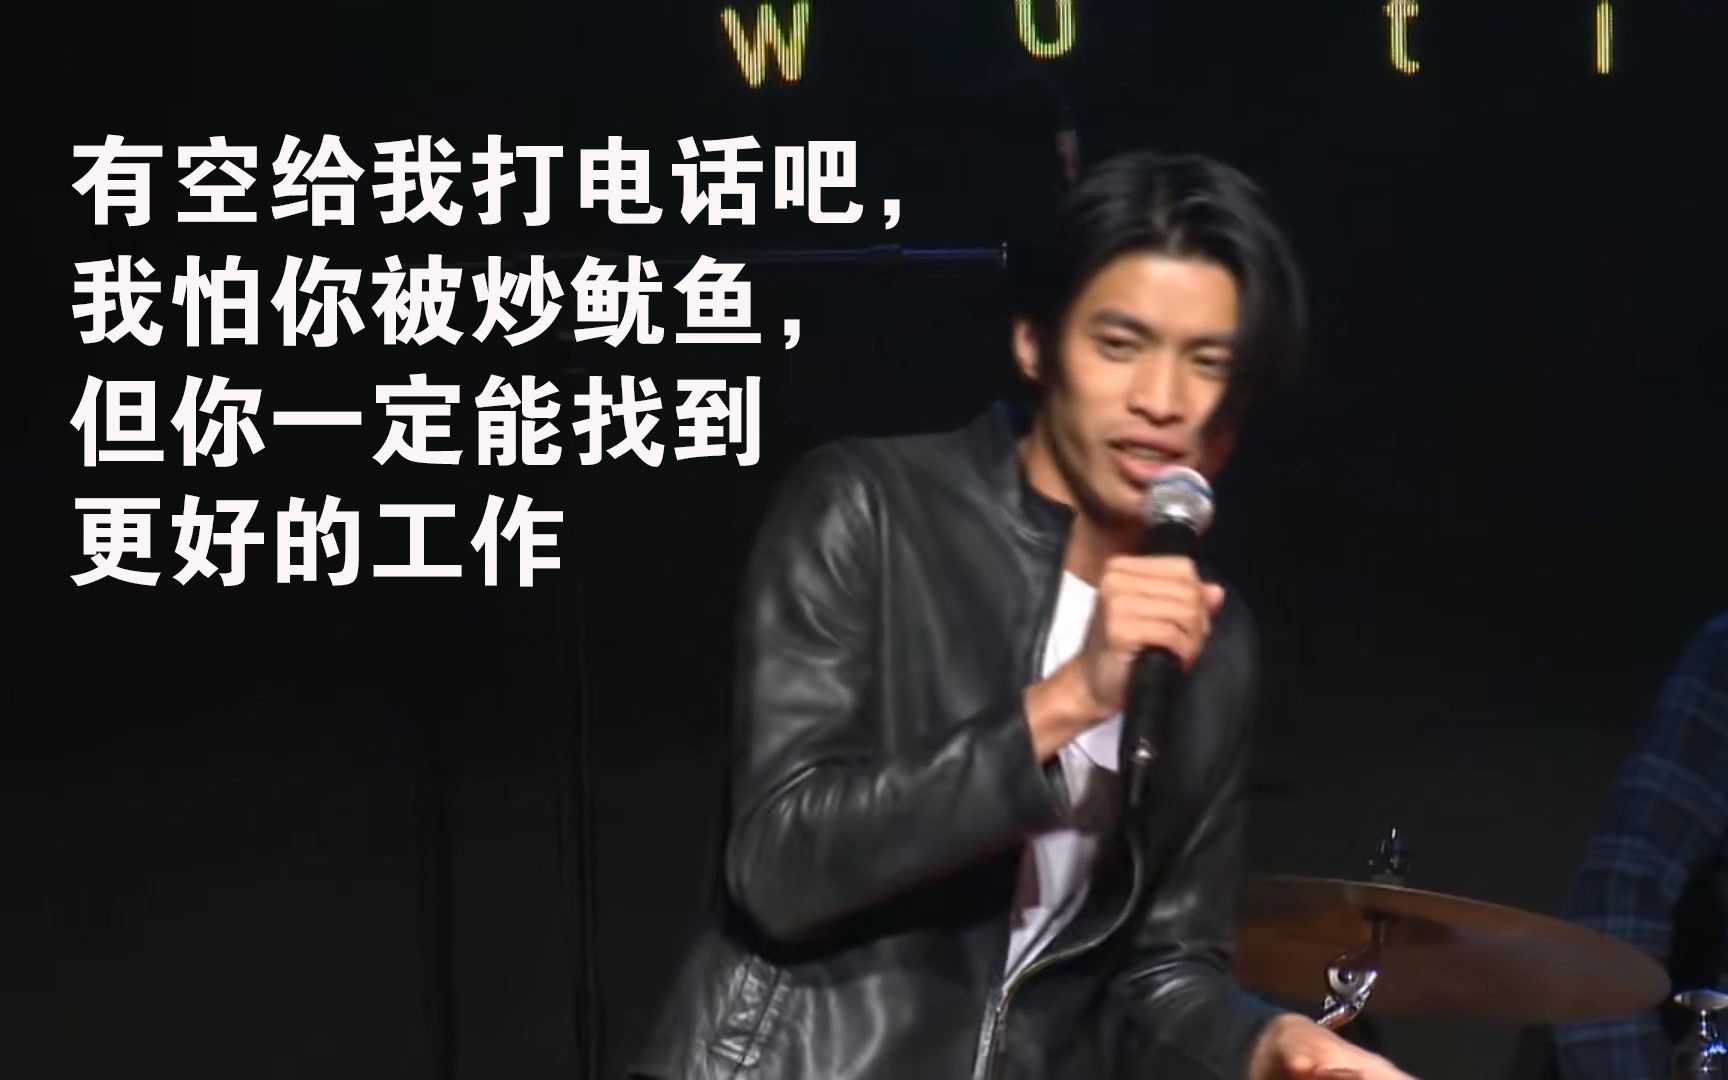 w u t i
有空给我打电话吧，
我怕你被炒鱿鱼，
但你一定能找到
更好的工作